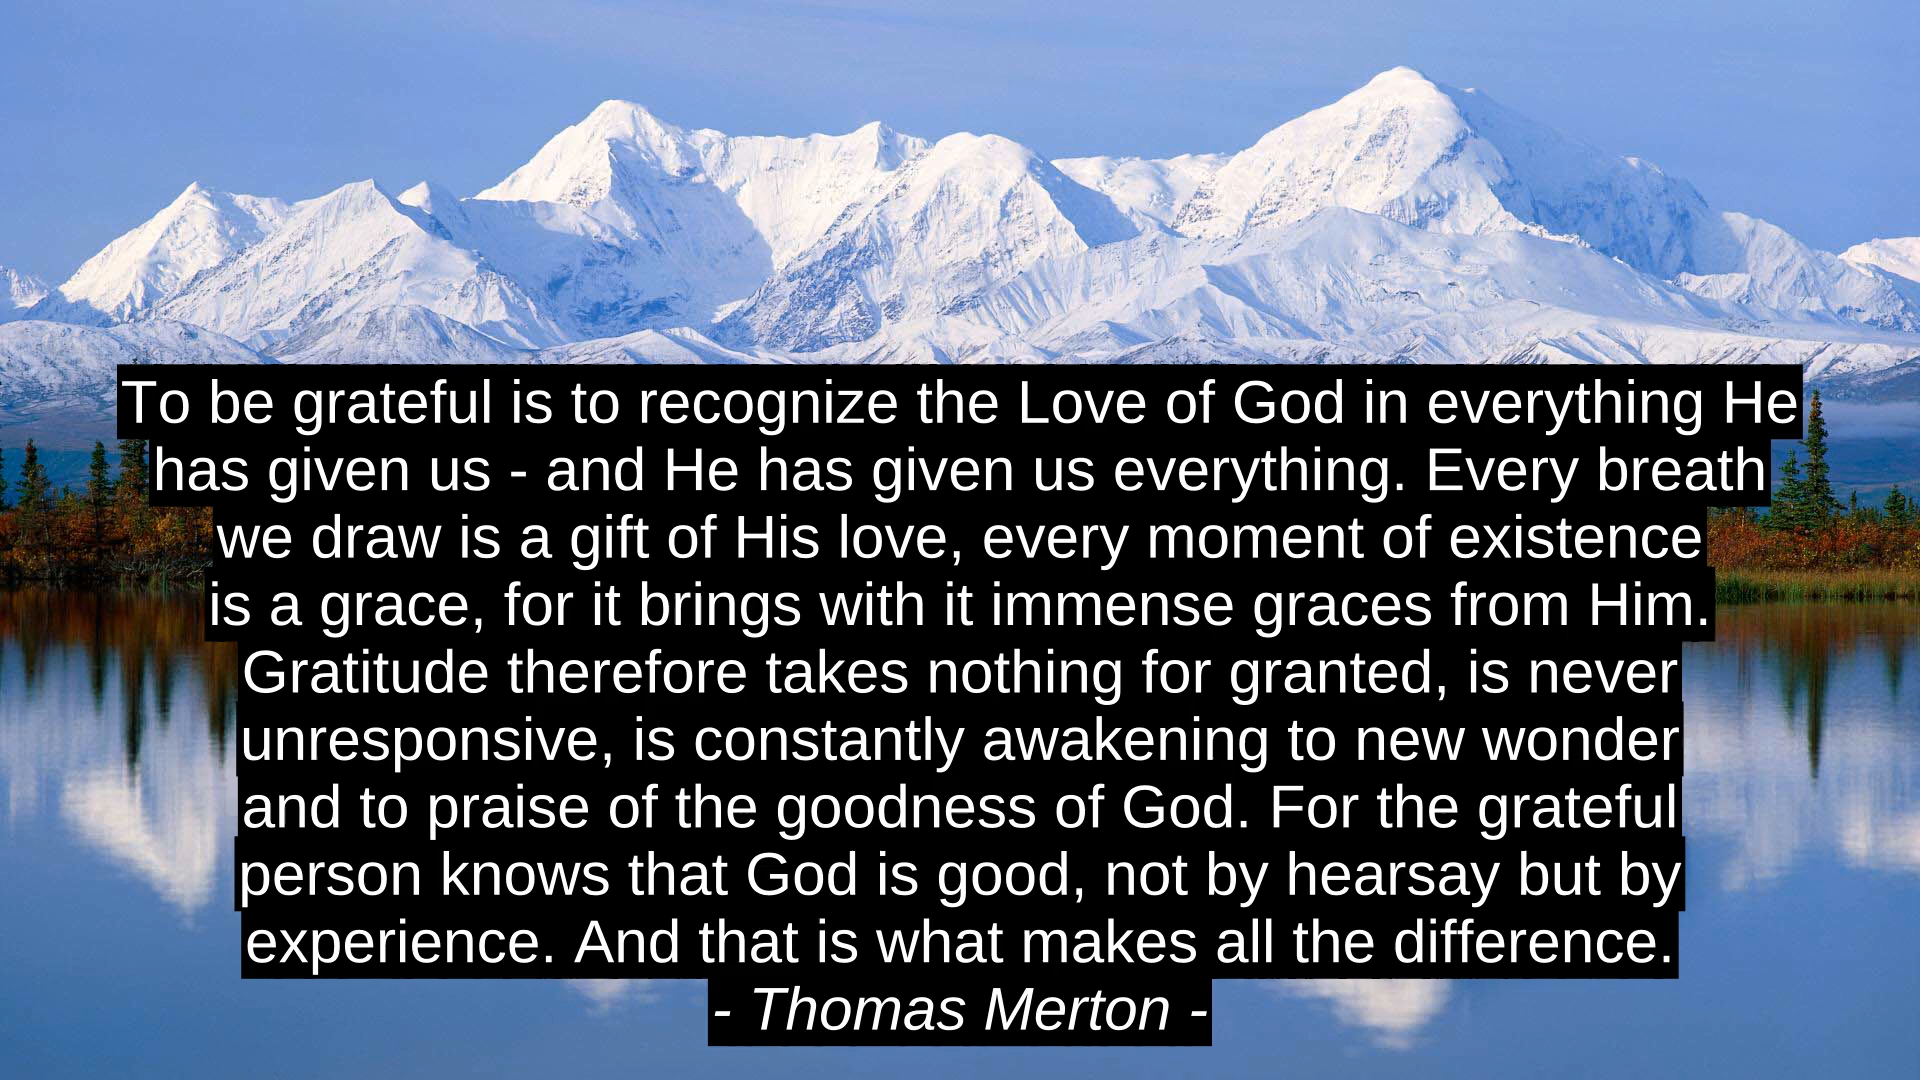 To be grateful is to recognize the Love of God in everything He
has given us - and He has given us everything. Every breath
we draw is a gift of His love, every moment of existence
is a grace, for it brings with it immense graces from Him.
Gratitude therefore takes nothing for granted, is never
unresponsive, is constantly awakening to new wonder
and to praise of the goodness of God. For the grateful
person knows that God is good, not by hearsay but by
experience. And that is what makes all the difference.
- Thomas Merton -